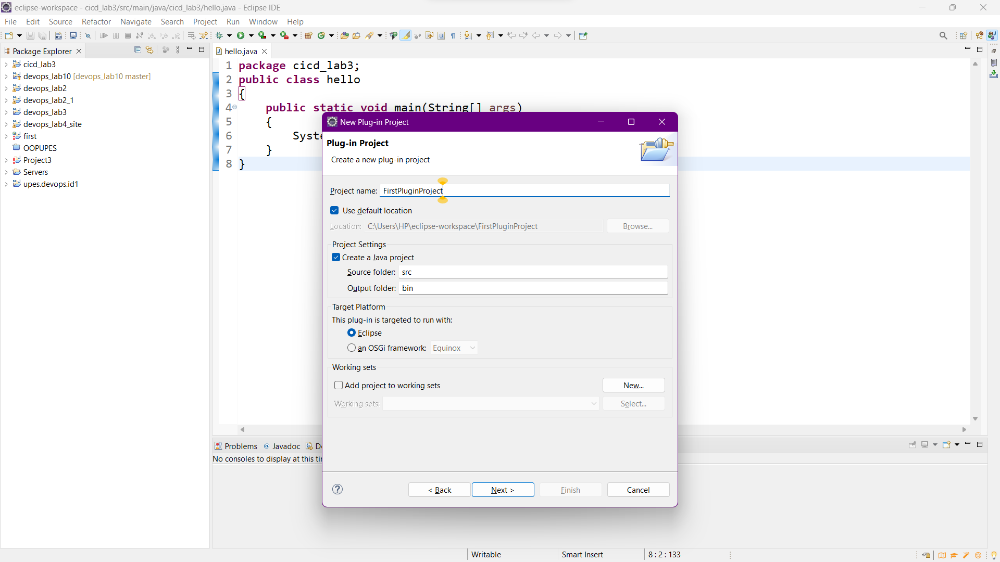 eclipse-workspace - cicd_lab3/src/main/java/cicd_lab3/hello.java - Eclipse IDE
File Edit Source Refactor Navigate Search Project Run Window Help
Package Explorer
cicd_lab3
devops_lab10 [devops_lab10 master]
devops_lab2
devops_lab2_1
devops_lab3
devops_lab4_site
first
OOPUPES
Project3
Servers
upes.devops.id1
hello.java
1 package cicd_lab3;
2 public class hello
3 {
4 public static void main(String[] args)
5 {
6 Syste
7 }
8 }
New Plug-in Project
Plug-in Project
Create a new plug-in project
Project name: FirstPluginProject
Use default location
Location: C:\Users\HP\eclipse-workspace\FirstPluginProject Browse...
Project Settings
Create a Java project
Source folder: src
Output folder: bin
Target Platform
This plug-in is targeted to run with:
Eclipse
an OSGi framework: Equinox
Working sets
Add project to working sets New...
Working sets: Select...
< Back Next > Finish Cancel
Problems @ Javadoc
No consoles to display at this ti
Writable Smart Insert 8 : 2 : 133